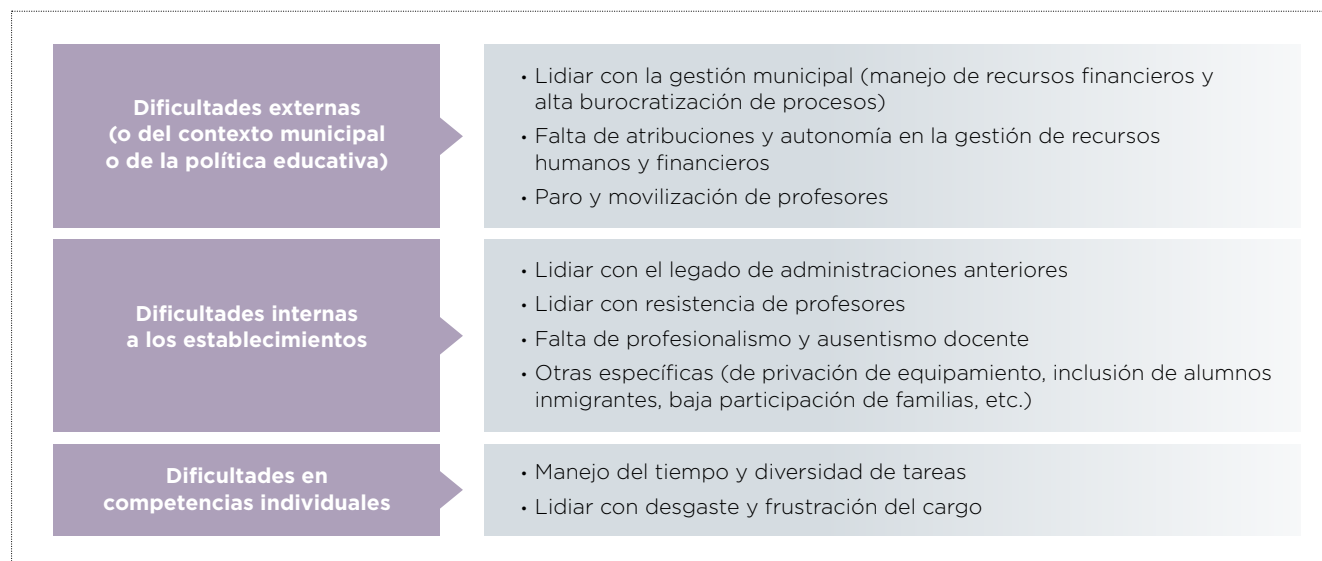 Dificultades externas
(o del contexto municipal
o de la política educativa)
• Lidiar con la gestión municipal (manejo de recursos financieros y
alta burocratización de procesos)
• Falta de atribuciones y autonomía en la gestión de recursos
humanos y financieros
• Paro y movilización de profesores
Dificultades internas
a los establecimientos
• Lidiar con el legado de administraciones anteriores
• Lidiar con resistencia de profesores
• Falta de profesionalismo y ausentismo docente
• Otras específicas (de privación de equipamiento, inclusión de alumnos
inmigrantes, baja participación de familias, etc.)
Dificultades en
competencias individuales
• Manejo del tiempo y diversidad de tareas
• Lidiar con desgaste y frustración del cargo